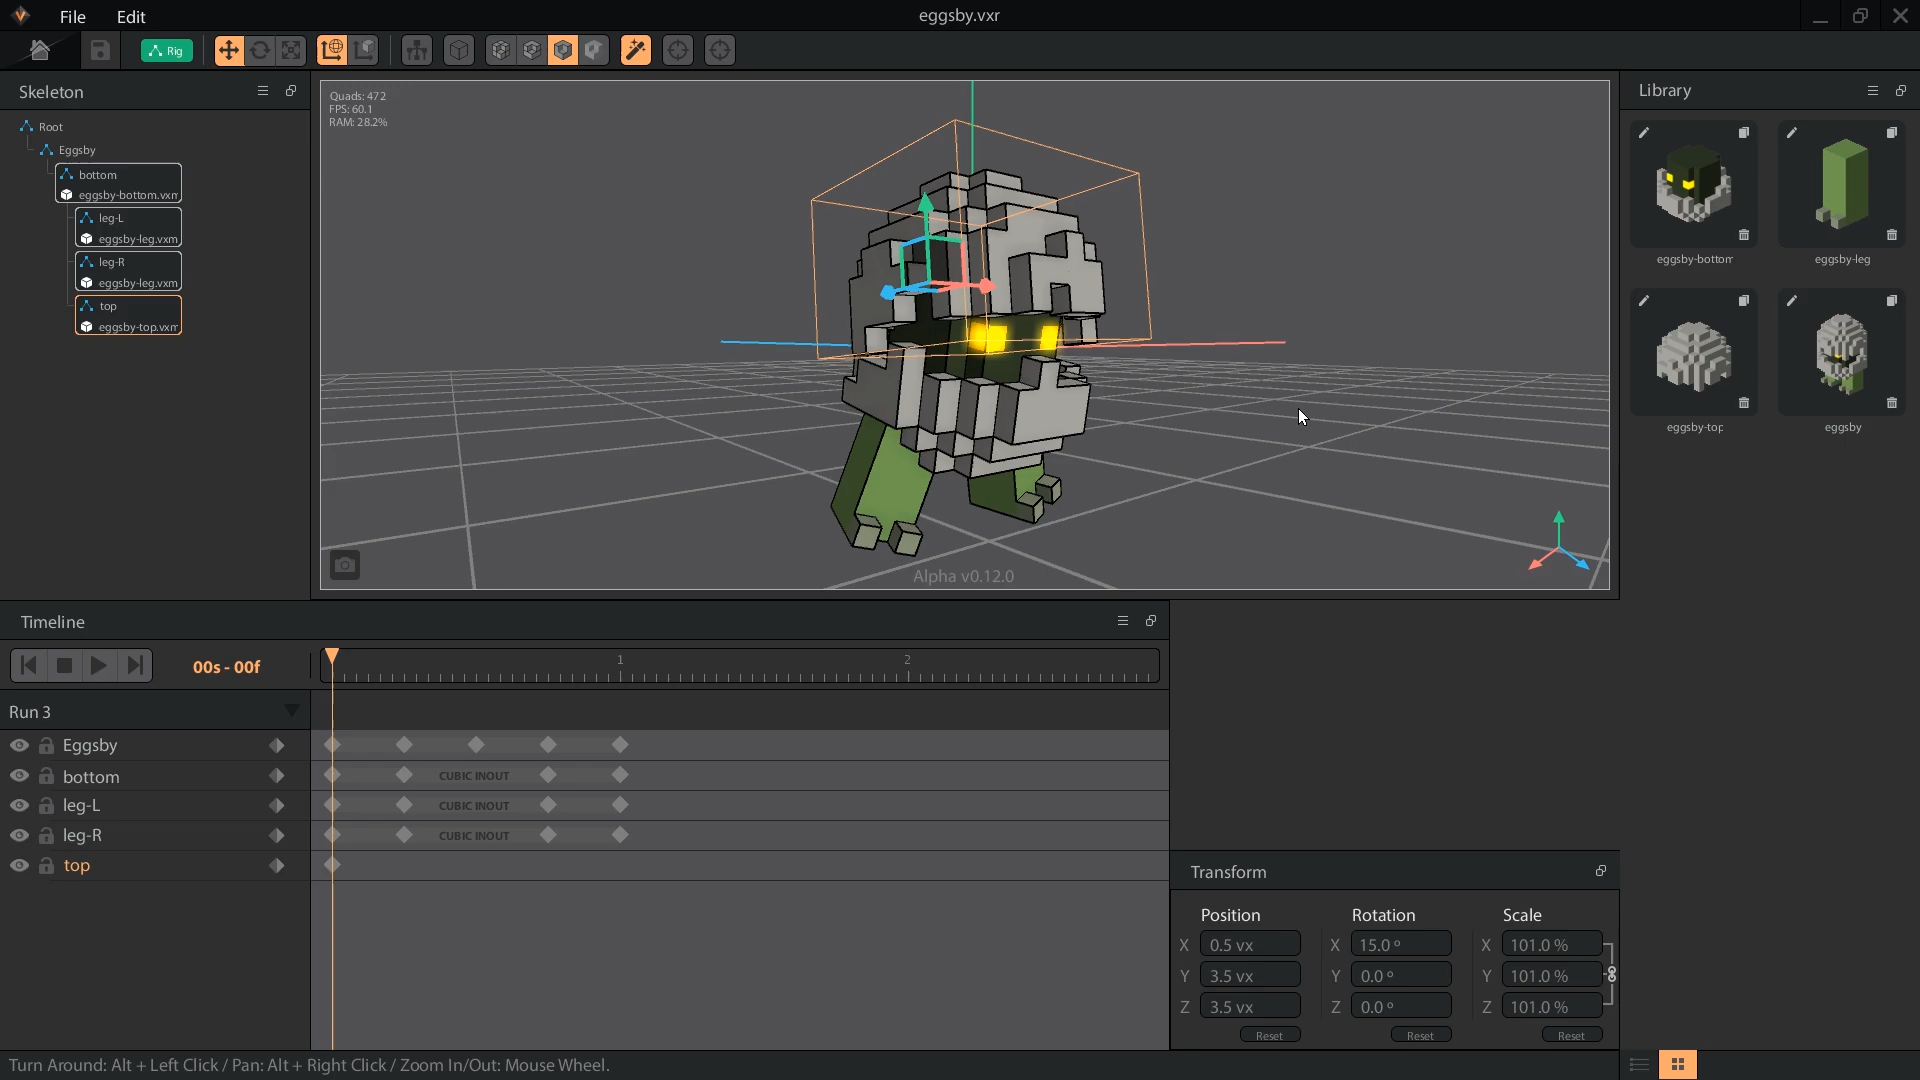 File Edit eggsby.vxr
Rig
Skeleton
Root
Eggsby
bottom
eggsby-bottom.vxm
leg-L
eggsby-leg.vxm
leg-R
eggsby-leg.vxm
top
eggsby-top.vxm
Quads: 472
FPS: 60.1
RAM: 28.2%
Alpha v0.12.0
Library
eggsby-bottom eggsby-leg
eggsby-top eggsby
Timeline
00s - 00f 1 2
Run 3
Eggsby
bottom CUBIC INOUT
leg-L CUBIC INOUT
leg-R CUBIC INOUT
top
Transform
Position Rotation Scale
X 0.5 vx X 15.0 º X 101.0 %
Y 3.5 vx Y 0.0 º Y 101.0 %
Z 3.5 vx Z 0.0 º Z 101.0 %
Reset Reset Reset
Turn Around: Alt + Left Click / Pan: Alt + Right Click / Zoom In/Out: Mouse Wheel.